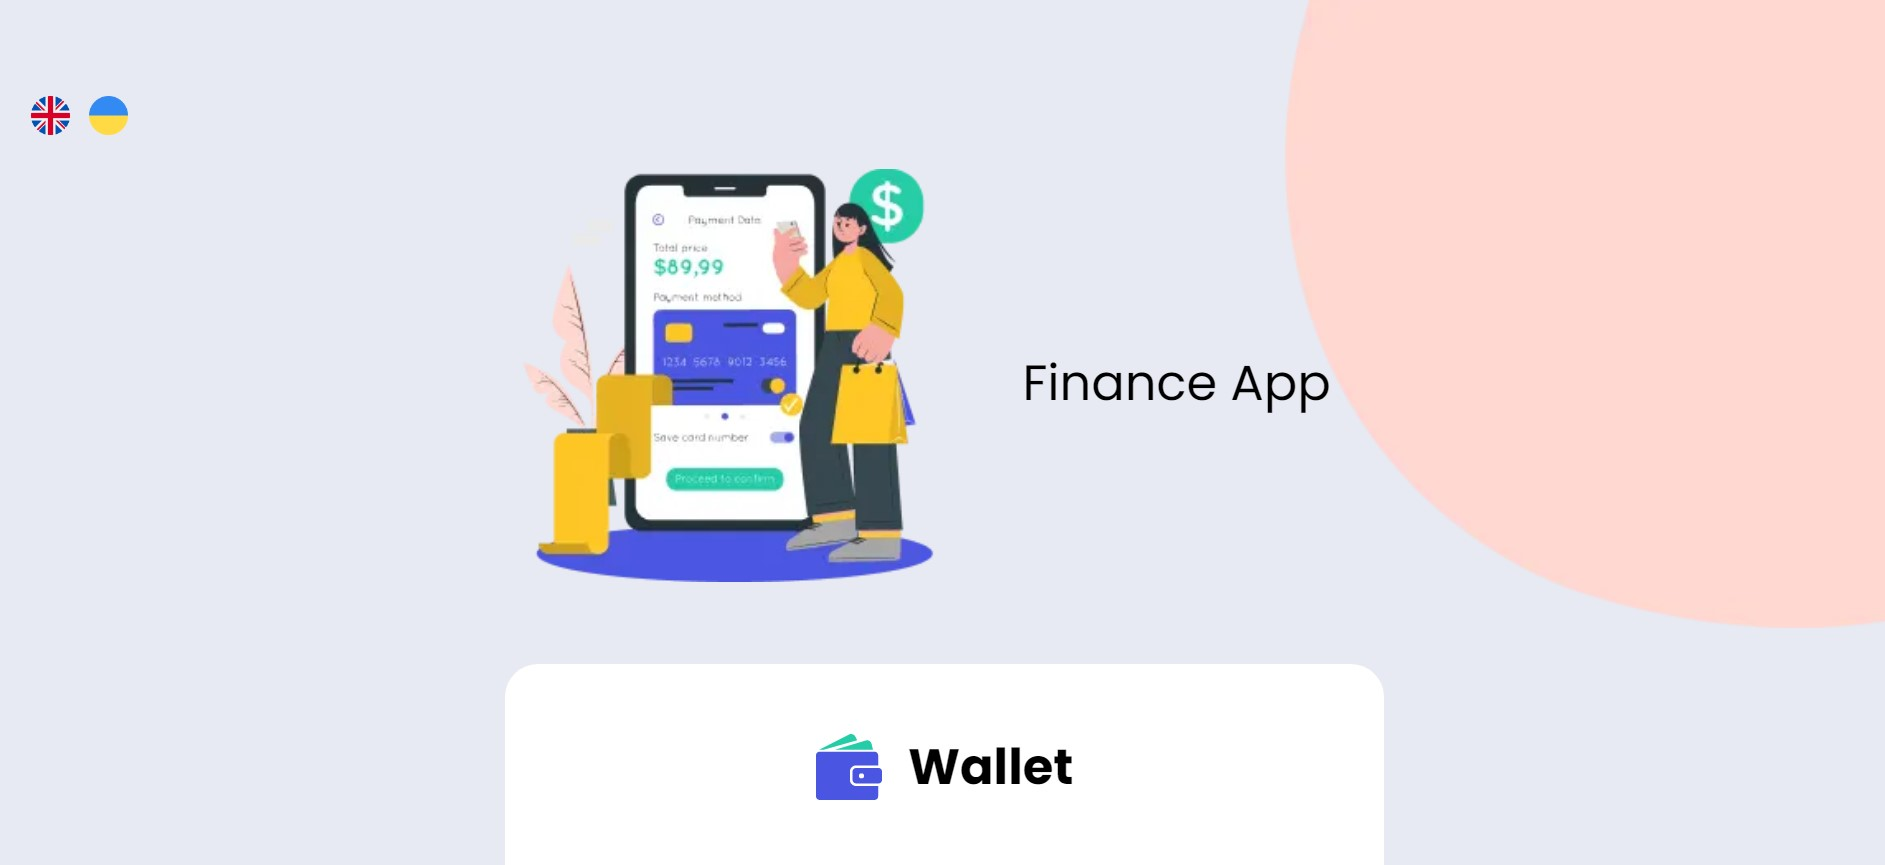 $
Payment Data
Total price
$89,99
Payment method
1234 5678 9012 3456
Save card number
Proceed to confirm
Finance App
Wallet